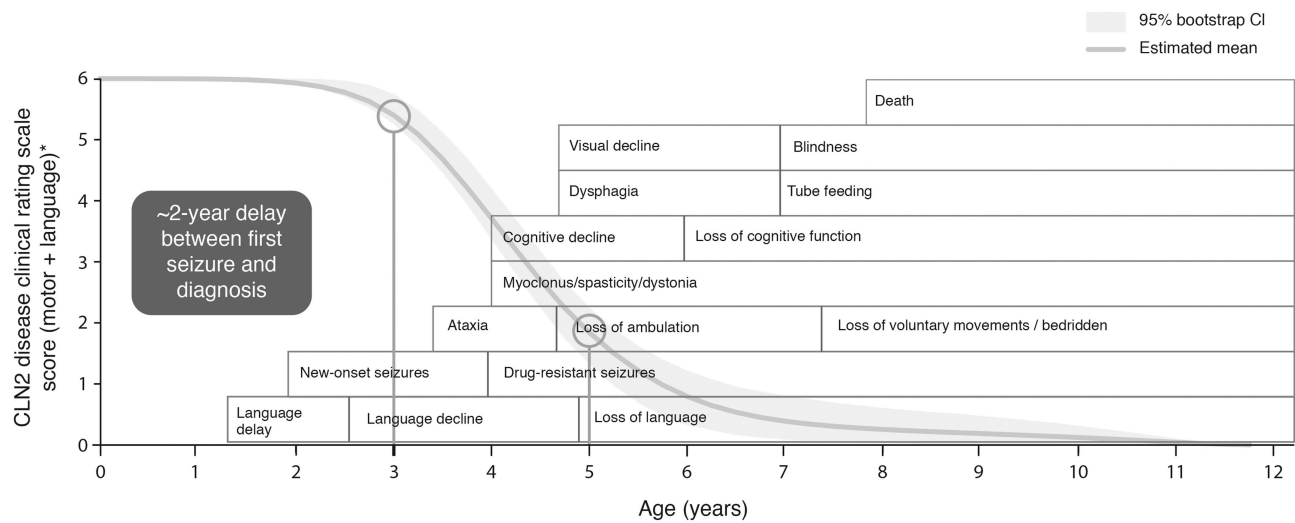 95% bootstrap CI
Estimated mean
CLN2 disease clinical rating scale
score (motor + language)*
6
5
4
3
2
1
0
~2-year delay
between first
seizure and
diagnosis
Death
Visual decline
Blindness
Dysphagia
Tube feeding
Cognitive decline
Loss of cognitive function
Myoclonus/spasticity/dystonia
Ataxia
Loss of ambulation
Loss of voluntary movements / bedridden
New-onset seizures
Drug-resistant seizures
Language
delay
Language decline
Loss of language
0 1 2 3 4 5 6 7 8 9 10 11 12
Age (years)